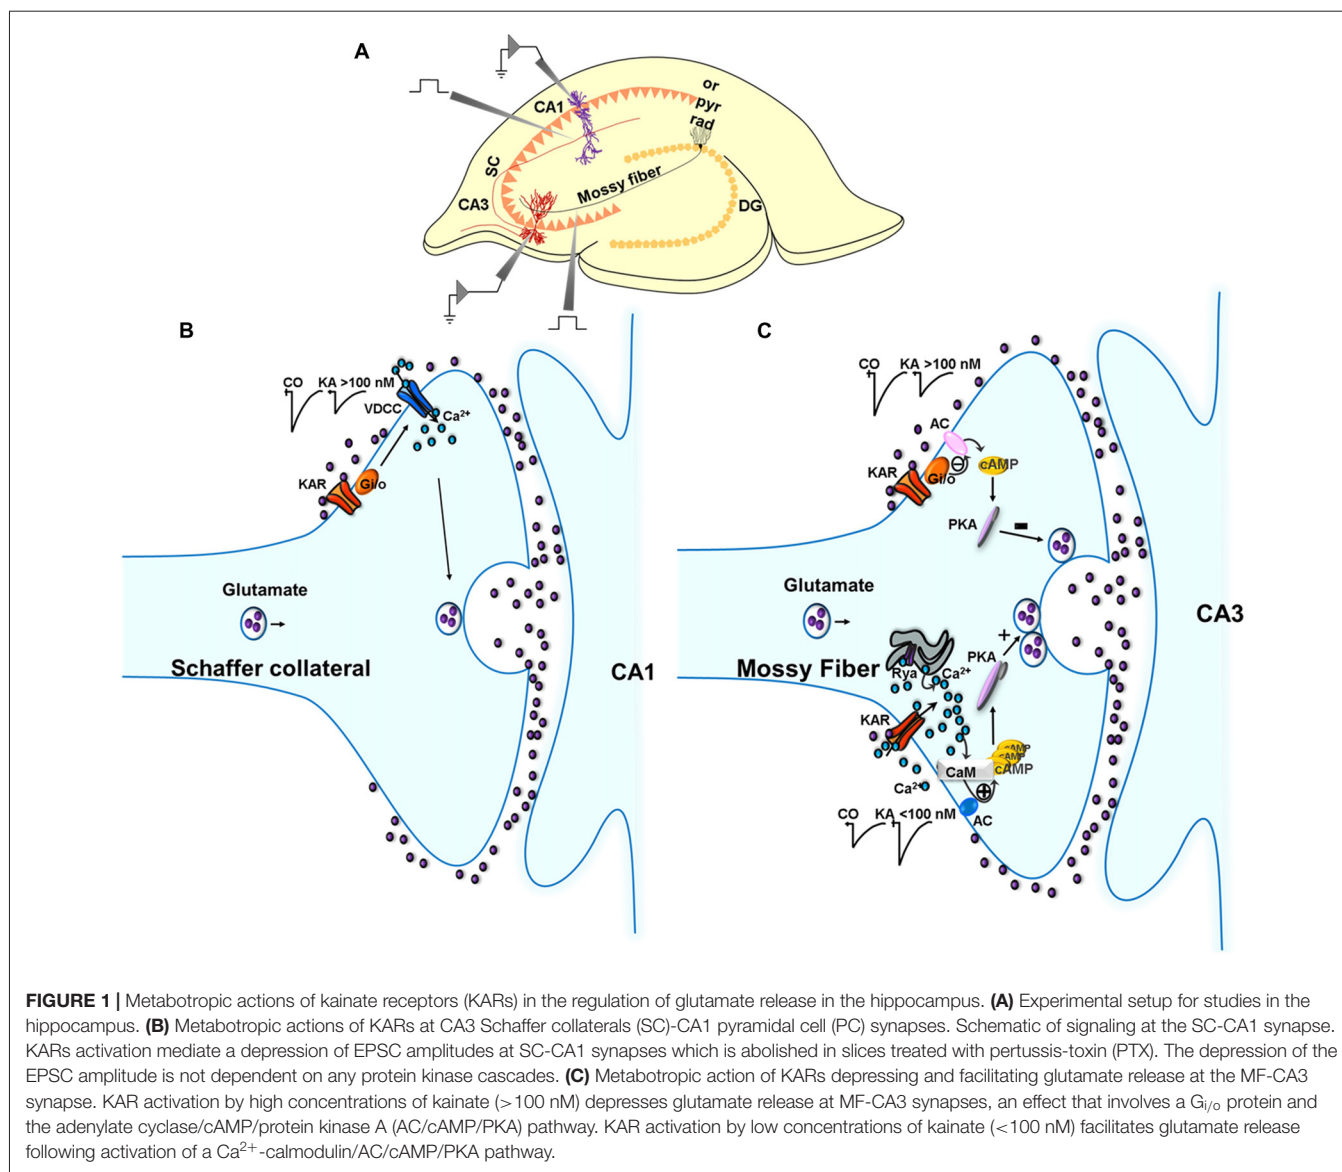 A
or
pyr
rad
CA1
SC
Mossy fiber
CA3
DG
B
CO
KA >100 nM
VDCC
Ca²⁺
KAR
Gi/o
Glutamate
Schaffer collateral
CA1
C
CO
KA >100 nM
AC
KAR
Gi/o
cAMP
PKA
Glutamate
CA3
Mossy Fiber
Rya
Ca²⁺
PKA
KAR
cAMP
cAMP
cAMP
CaM
Ca²⁺
CO
KA <100 nM
AC
FIGURE 1 | Metabotropic actions of kainate receptors (KARs) in the regulation of glutamate release in the hippocampus. (A) Experimental setup for studies in the
hippocampus. (B) Metabotropic actions of KARs at CA3 Schaffer collaterals (SC)-CA1 pyramidal cell (PC) synapses. Schematic of signaling at the SC-CA1 synapse.
KARs activation mediate a depression of EPSC amplitudes at SC-CA1 synapses which is abolished in slices treated with pertussis-toxin (PTX). The depression of the
EPSC amplitude is not dependent on any protein kinase cascades. (C) Metabotropic action of KARs depressing and facilitating glutamate release at the MF-CA3
synapse. KAR activation by high concentrations of kainate (>100 nM) depresses glutamate release at MF-CA3 synapses, an effect that involves a Gi/o protein and
the adenylate cyclase/cAMP/protein kinase A (AC/cAMP/PKA) pathway. KAR activation by low concentrations of kainate (<100 nM) facilitates glutamate release
following activation of a Ca²⁺-calmodulin/AC/cAMP/PKA pathway.